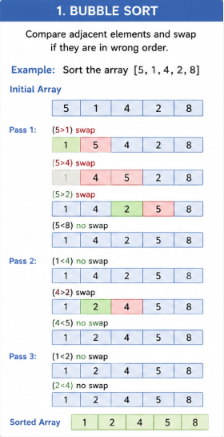 1. BUBBLE SORT
Compare adjacent elements and swap
if they are in wrong order.
Example: Sort the array [5, 1, 4, 2, 8]
Initial Array
5 1 4 2 8
Pass 1: (5>1) swap
1 5 4 2 8
(5>4) swap
1 4 5 2 8
(5>2) swap
1 4 2 5 8
(5<8) no swap
1 4 2 5 8
Pass 2: (1<4) no swap
1 4 2 5 8
(4>2) swap
1 2 4 5 8
(4<5) no swap
1 2 4 5 8
Pass 3: (1<2) no swap
1 2 4 5 8
(2<4) no swap
1 2 4 5 8
Sorted Array 1 2 4 5 8